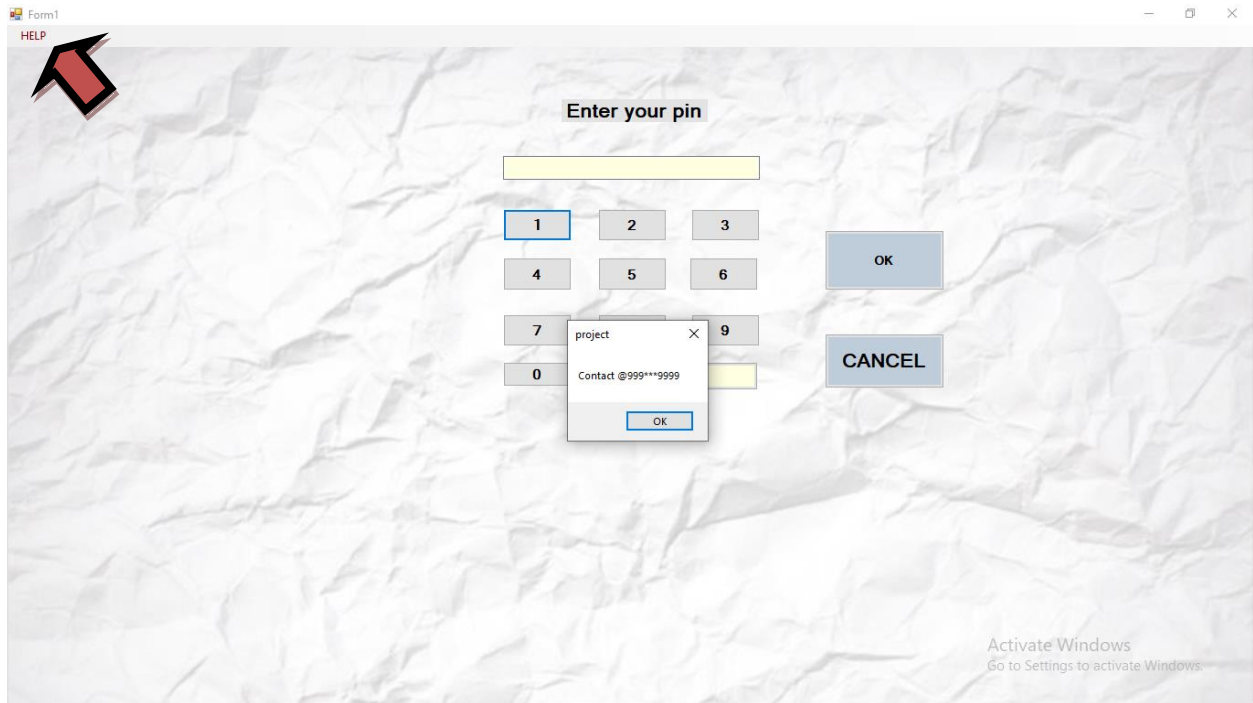 Form1
HELP
Enter your pin
1 2 3
4 5 6
OK
7 9
project
Contact @999***9999
0
OK
CANCEL
Activate Windows
Go to Settings to activate Windows.